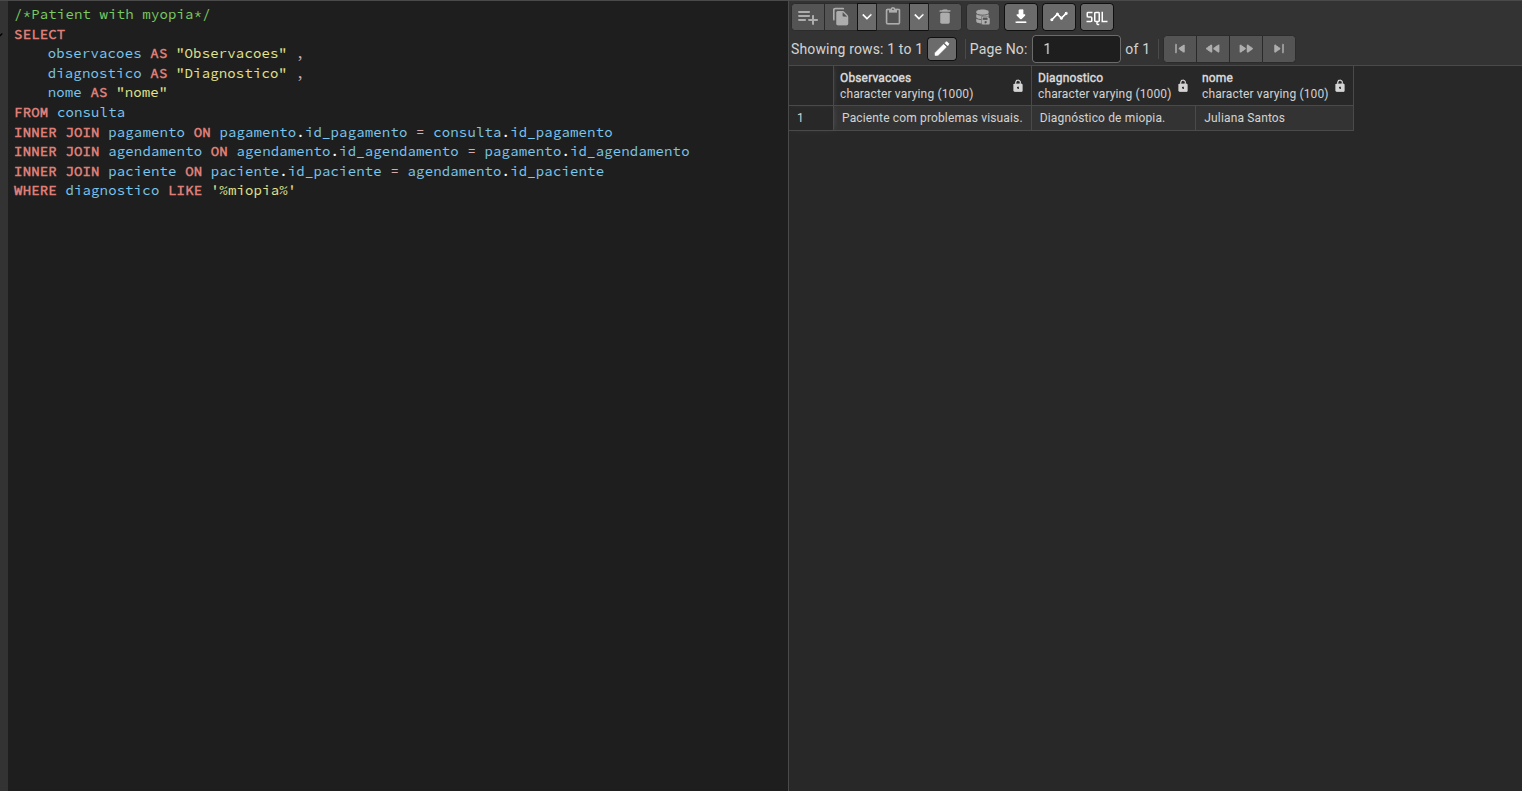 /*Patient with myopia*/
SELECT
observacoes AS "Observacoes" ,
diagnostico AS "Diagnostico" ,
nome AS "nome"
FROM consulta
INNER JOIN pagamento ON pagamento.id_pagamento = consulta.id_pagamento
INNER JOIN agendamento ON agendamento.id_agendamento = pagamento.id_agendamento
INNER JOIN paciente ON paciente.id_paciente = agendamento.id_paciente
WHERE diagnostico LIKE '%miopia%'
SQL
Showing rows: 1 to 1 Page No: 1 of 1
Observacoes Diagnostico nome
character varying (1000) character varying (1000) character varying (100)
1 Paciente com problemas visuais. Diagnóstico de miopia. Juliana Santos